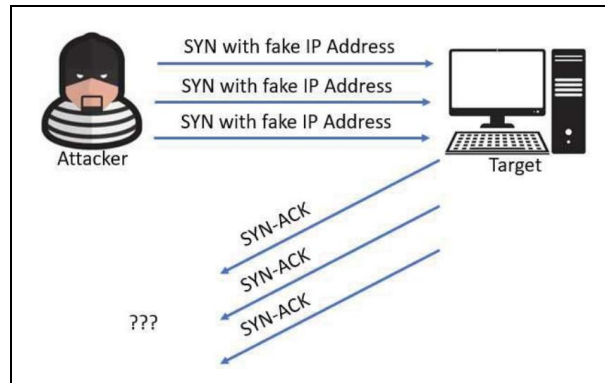 SYN with fake IP Address
SYN with fake IP Address
SYN with fake IP Address
Attacker
Target
SYN-ACK
SYN-ACK
SYN-ACK
???